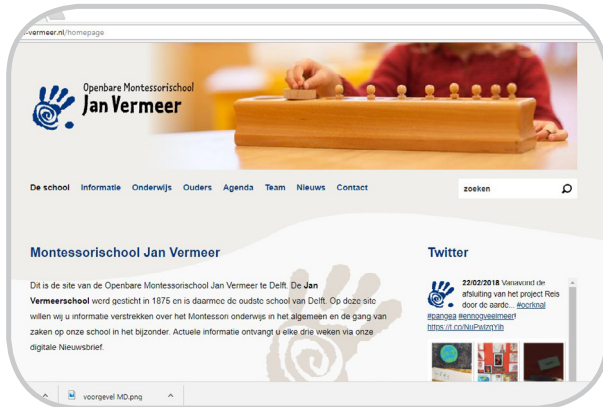 -vermeer.nl/homepage
Openbare Montessorischool
Jan Vermeer
De school Informatie Onderwijs Ouders Agenda Team Nieuws Contact
zoeken
Montessorischool Jan Vermeer
Dit is de site van de Openbare Montessorischool Jan Vermeer te Delft. De Jan
Vermeerschool werd gesticht in 1875 en is daarmee de oudste school van Delft. Op deze site
willen wij u informatie verstrekken over het Montessori onderwijs in het algemeen en de gang van
zaken op onze school in het bijzonder. Actuele informatie ontvangt u elke drie weken via onze
digitale Nieuwsbrief.
Twitter
22/02/2018 Vanavond de
afsluiting van het project Reis
door de aarde... #oerknal
#pangea #ennogveelmeer!
voorgevel MD.png